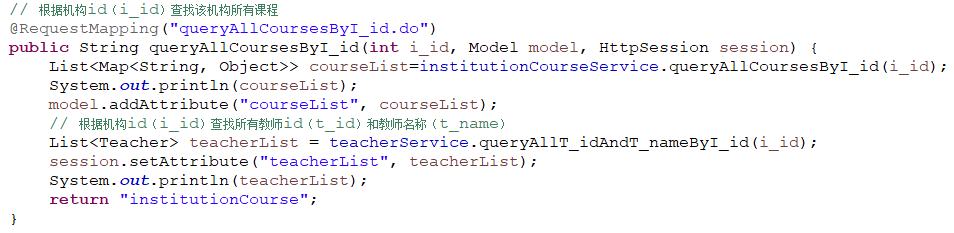 // 根据机构id（i_id）查找该机构所有课程
@RequestMapping("queryAllCoursesByI_id.do")
public String queryAllCoursesByI_id(int i_id, Model model, HttpSession session) {
    List<Map<String, Object>> courseList=institutionCourseService.queryAllCoursesByI_id(i_id);
    System.out.println(courseList);
    model.addAttribute("courseList", courseList);
    // 根据机构id（i_id）查找所有教师id（t_id）和教师名称（t_name）
    List<Teacher> teacherList = teacherService.queryAllT_idAndT_nameByI_id(i_id);
    session.setAttribute("teacherList", teacherList);
    System.out.println(teacherList);
    return "institutionCourse";
}